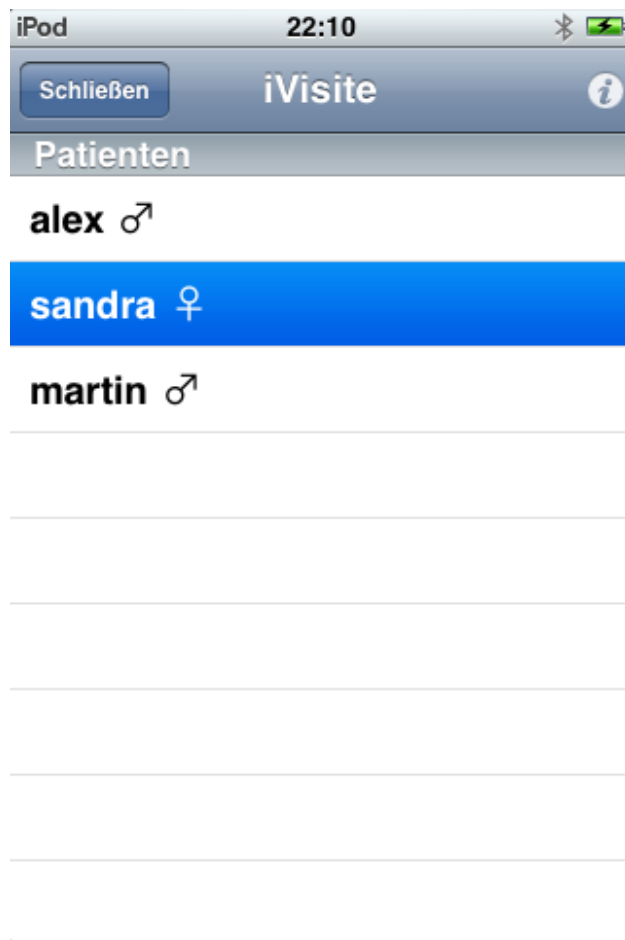 iPod 22:10
Schließen iVisite i
Patienten
alex ♂
sandra ♀
martin ♂